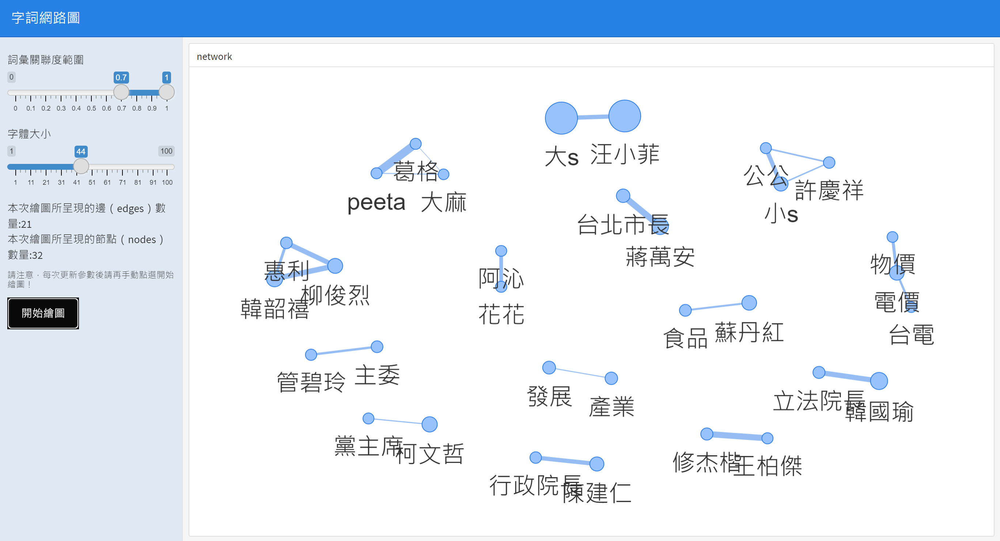 字詞網路圖
詞彙關聯度範圍
0 0.7 1
0 0.1 0.2 0.3 0.4 0.5 0.6 0.7 0.8 0.9 1
字體大小
1 44 100
1 11 21 31 41 51 61 71 81 91 100
本次繪圖所呈現的邊（edges）數
量:21
本次繪圖所呈現的節點（nodes）
數量:32
請注意，每次更新參數後請再手動點選開始
繪圖！
開始繪圖
network
大s 汪小菲
葛格
peeta 大麻
公公
許慶祥
小s
台北市長
蔣萬安
惠利
柳俊烈
韓韶禧
阿沁
花花
物價
電價
台電
食品 蘇丹紅
管碧玲 主委
發展
產業
立法院長
韓國瑜
黨主席
柯文哲
行政院長
陳建仁
修杰楷
王柏傑